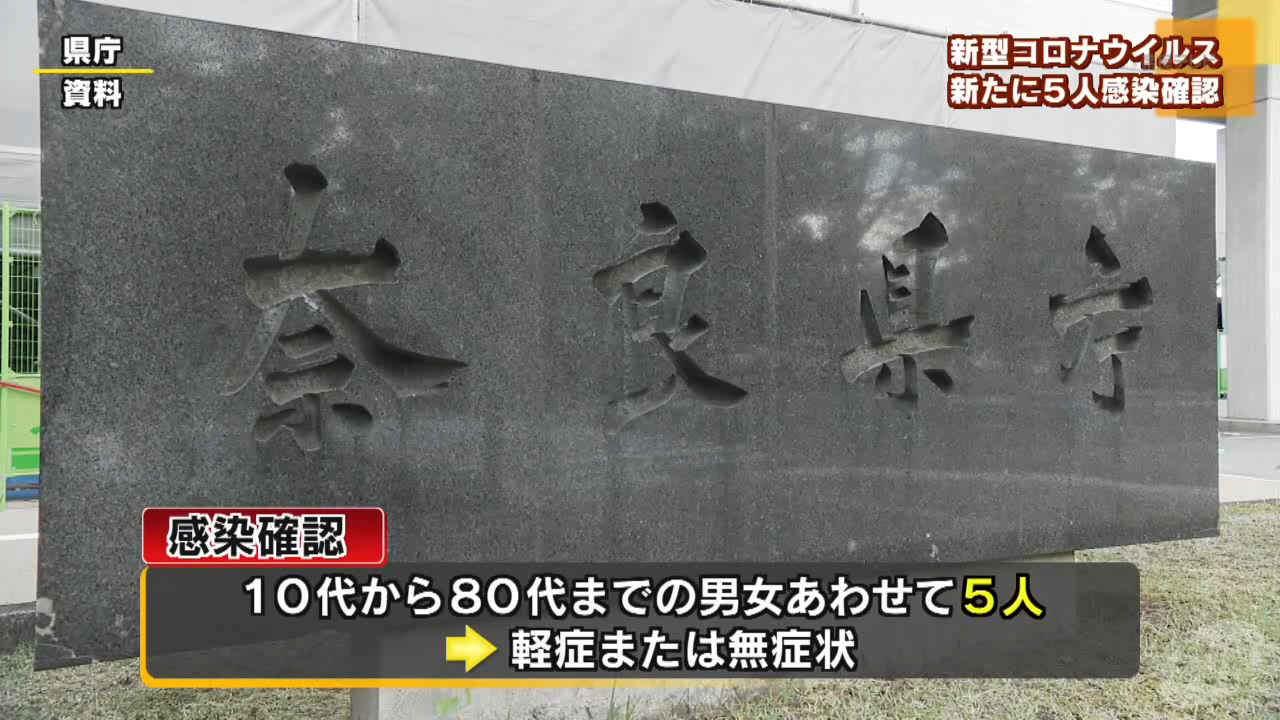 県庁
資料
新型コロナウイルス
新たに5人感染確認
奈良県庁
感染確認
10代から80代までの男女あわせて5人
➡軽症または無症状